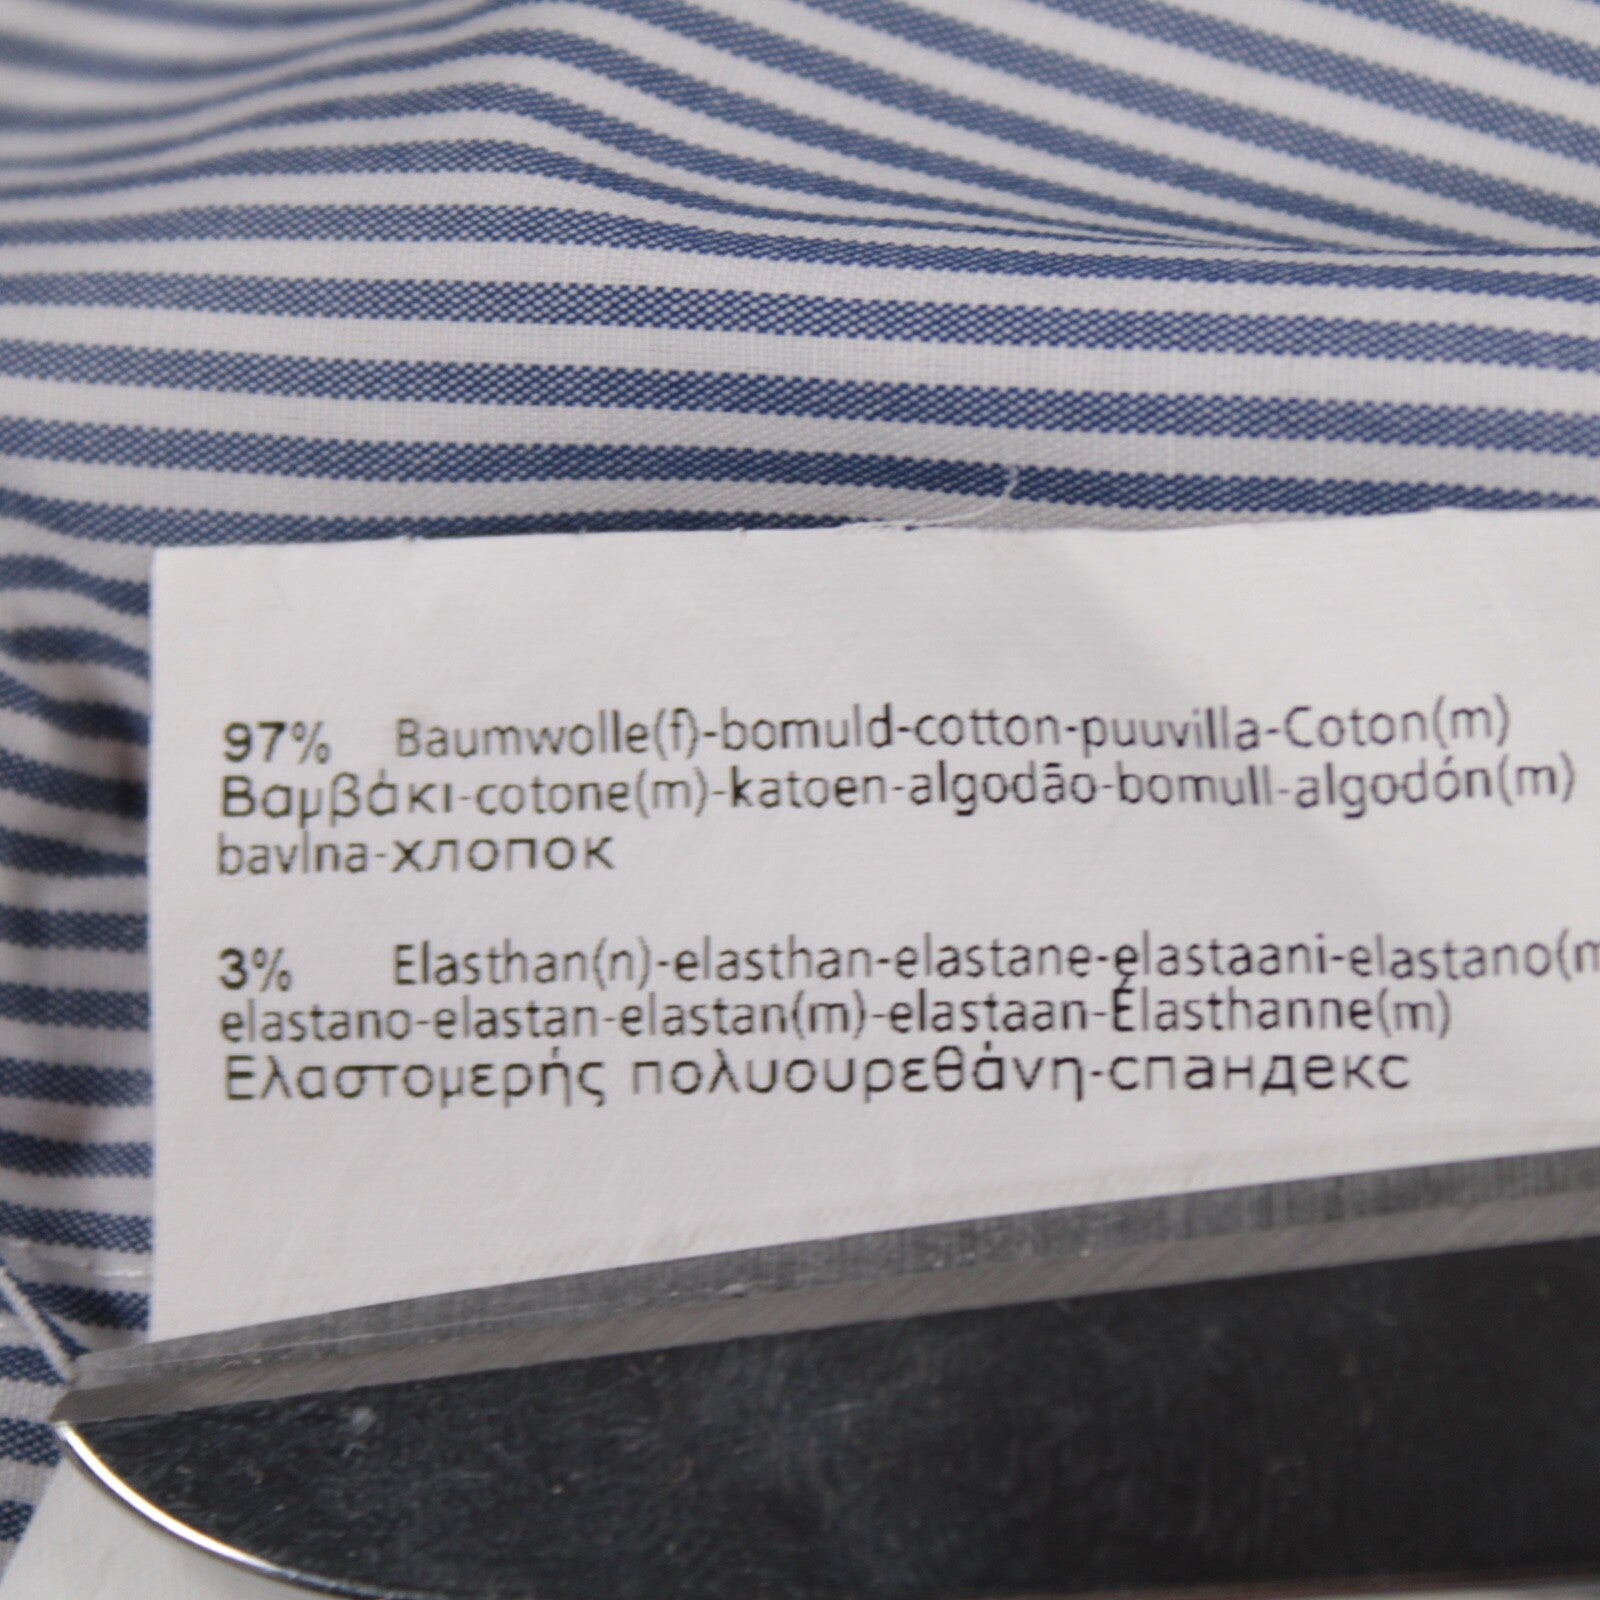 97% Baumwolle(f)-bomuld-cotton-puuvilla-Coton(m)
Βαμβάκι-cotone(m)-katoen-algodão-bomull-algodón(m)
bavlna-хлопок
3% Elasthan(n)-elasthan-elastane-elastaani-elastano(m
elastano-elastan-elastan(m)-elastaan-Élasthanne(m)
Ελαστομερής πολυουρεθάνη-спандекс